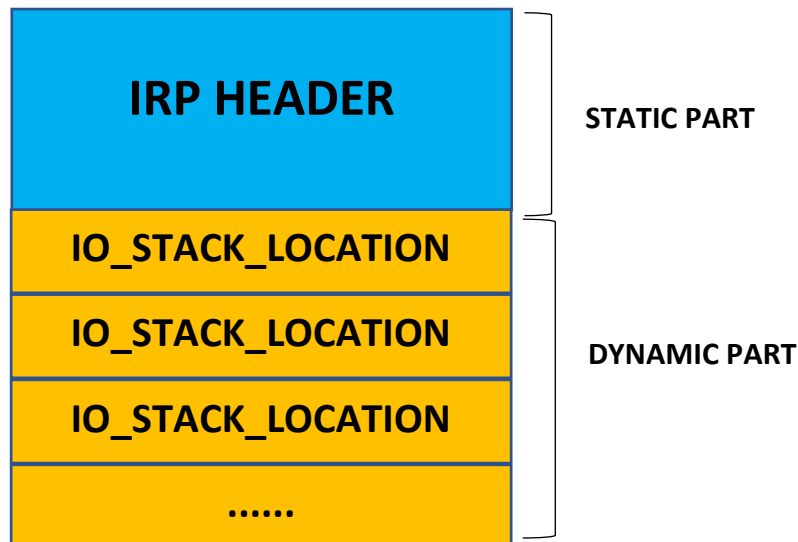 IRP HEADER
STATIC PART
IO_STACK_LOCATION
IO_STACK_LOCATION
DYNAMIC PART
IO_STACK_LOCATION
......